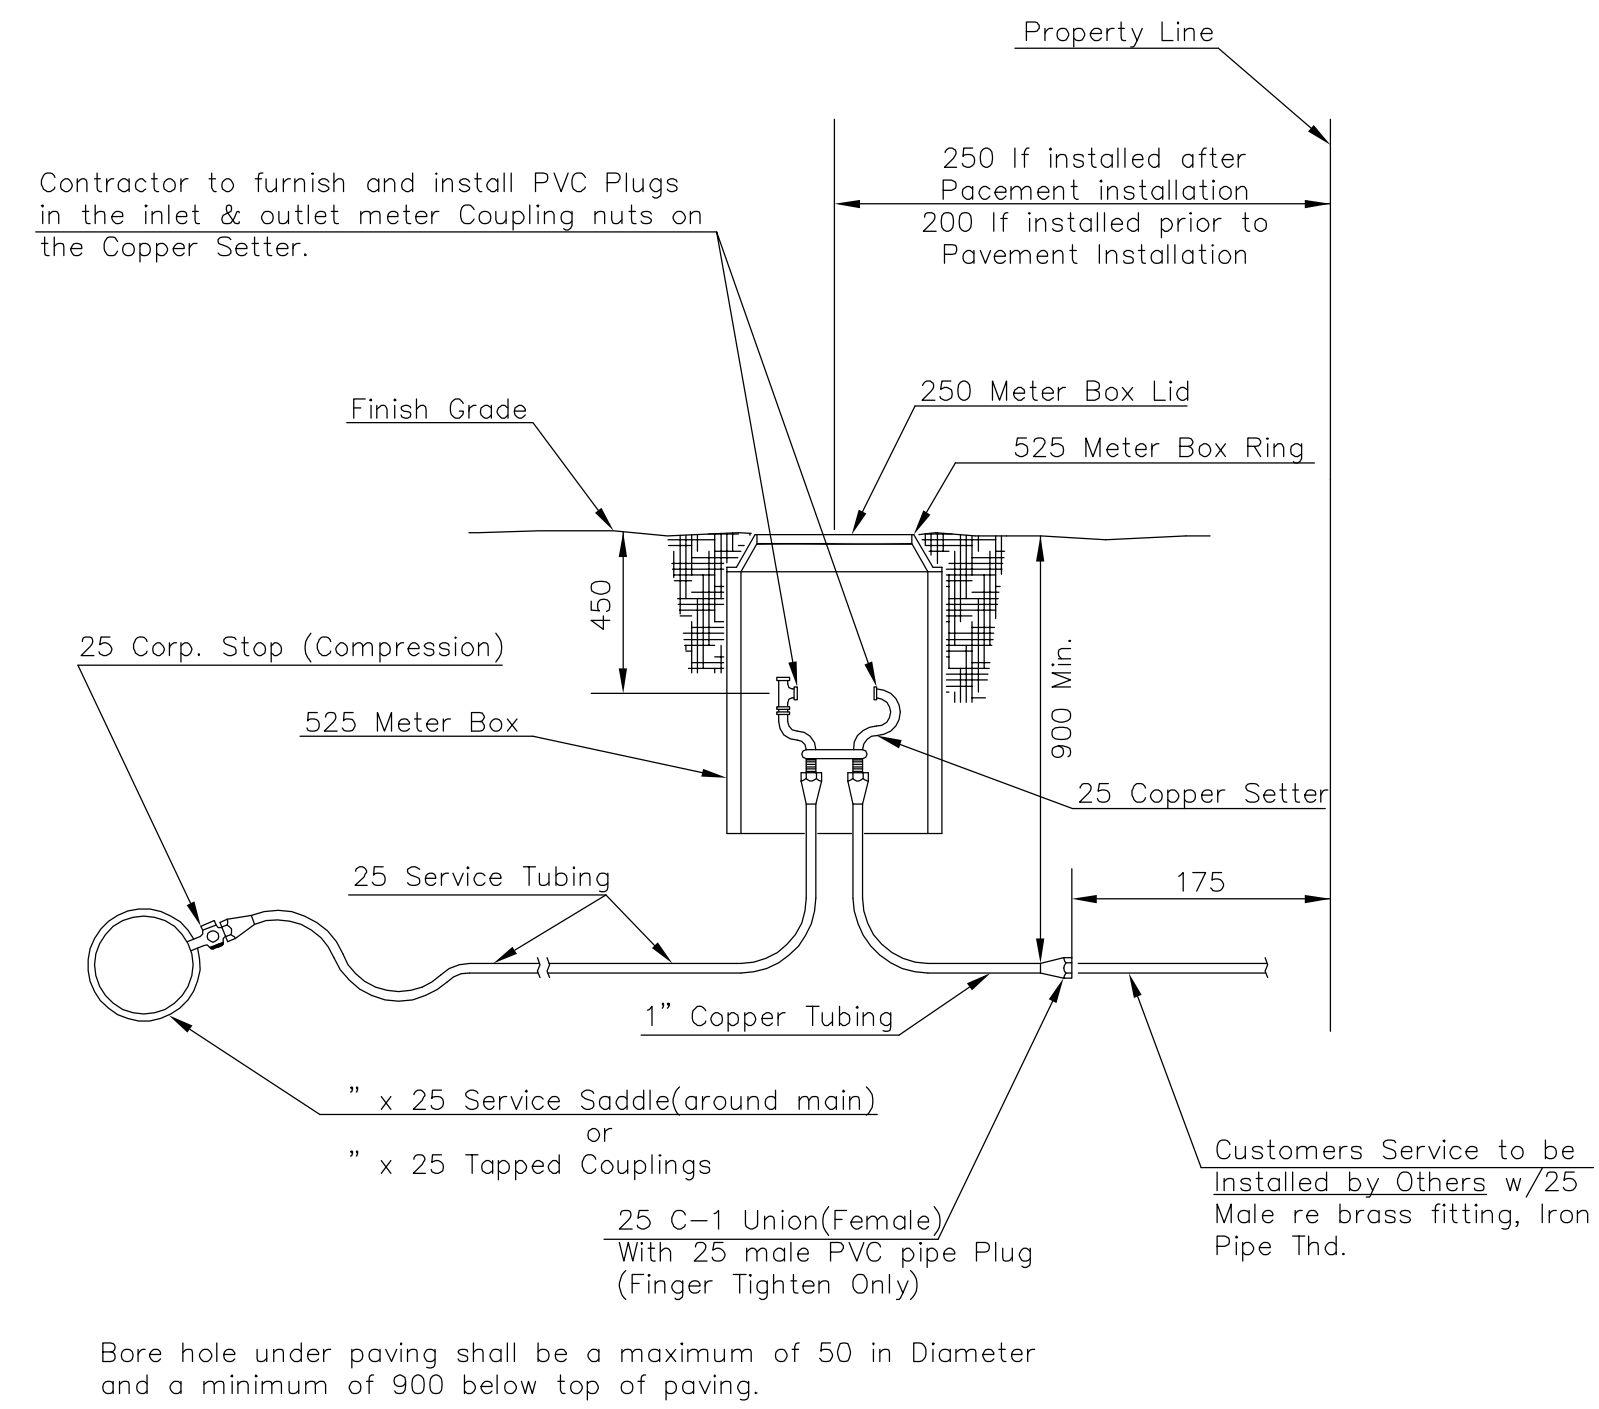 Property Line
250 If installed after
Pacement installation
200 If installed prior to
Pavement Installation
Contractor to furnish and install PVC Plugs
in the inlet & outlet meter Coupling nuts on
the Copper Setter.
250 Meter Box Lid
Finish Grade
525 Meter Box Ring
450
25 Corp. Stop (Compression)
900 Min.
525 Meter Box
25 Copper Setter
25 Service Tubing
175
1" Copper Tubing
" x 25 Service Saddle(around main)
or
" x 25 Tapped Couplings
Customers Service to be
Installed by Others w/25
Male re brass fitting, Iron
Pipe Thd.
25 C-1 Union(Female)
With 25 male PVC pipe Plug
(Finger Tighten Only)
Bore hole under paving shall be a maximum of 50 in Diameter
and a minimum of 900 below top of paving.